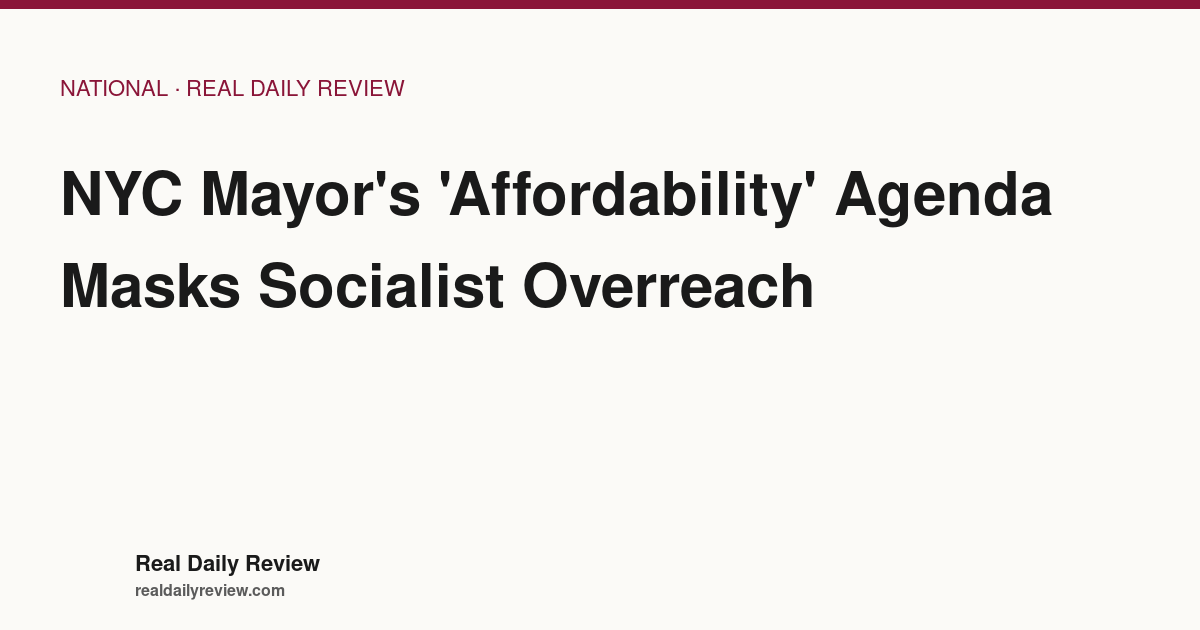 NATIONAL · REAL DAILY REVIEW
NYC Mayor's 'Affordability' Agenda
Masks Socialist Overreach
Real Daily Review
realdailyreview.com